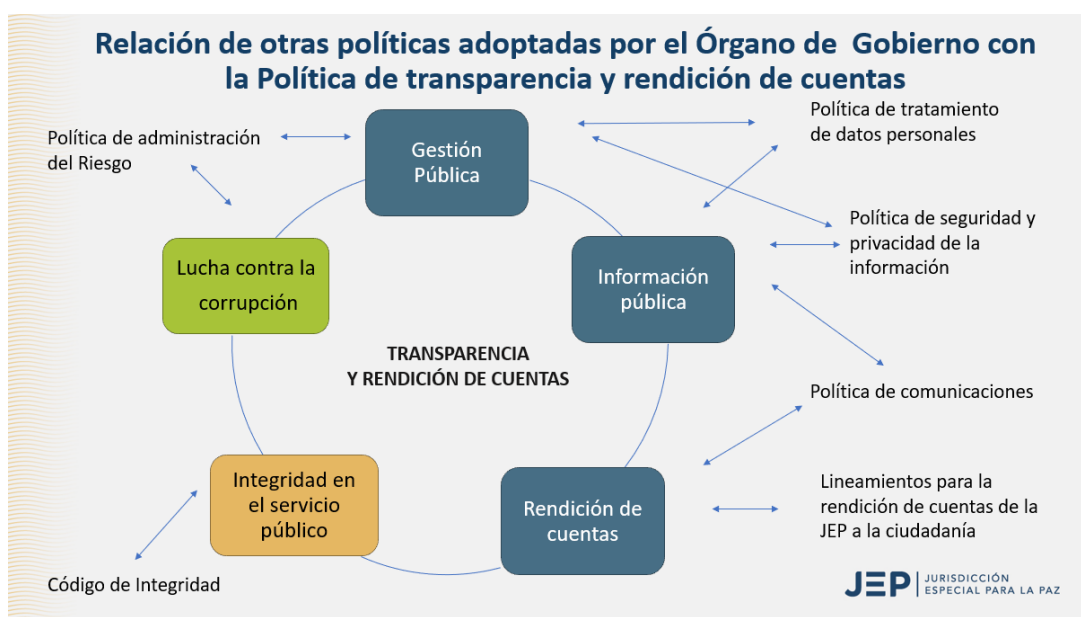 Relación de otras políticas adoptadas por el Órgano de Gobierno con
la Política de transparencia y rendición de cuentas
Política de administración
del Riesgo
Gestión
Pública
Política de tratamiento
de datos personales
Política de seguridad y
privacidad de la
información
Lucha contra la
corrupción
Información
pública
TRANSPARENCIA
Y RENDICIÓN DE CUENTAS
Política de comunicaciones
Integridad en
el servicio
público
Rendición de
cuentas
Lineamientos para la
rendición de cuentas de la
JEP a la ciudadanía
Código de Integridad
JEP
JURISDICCIÓN
ESPECIAL PARA LA PAZ